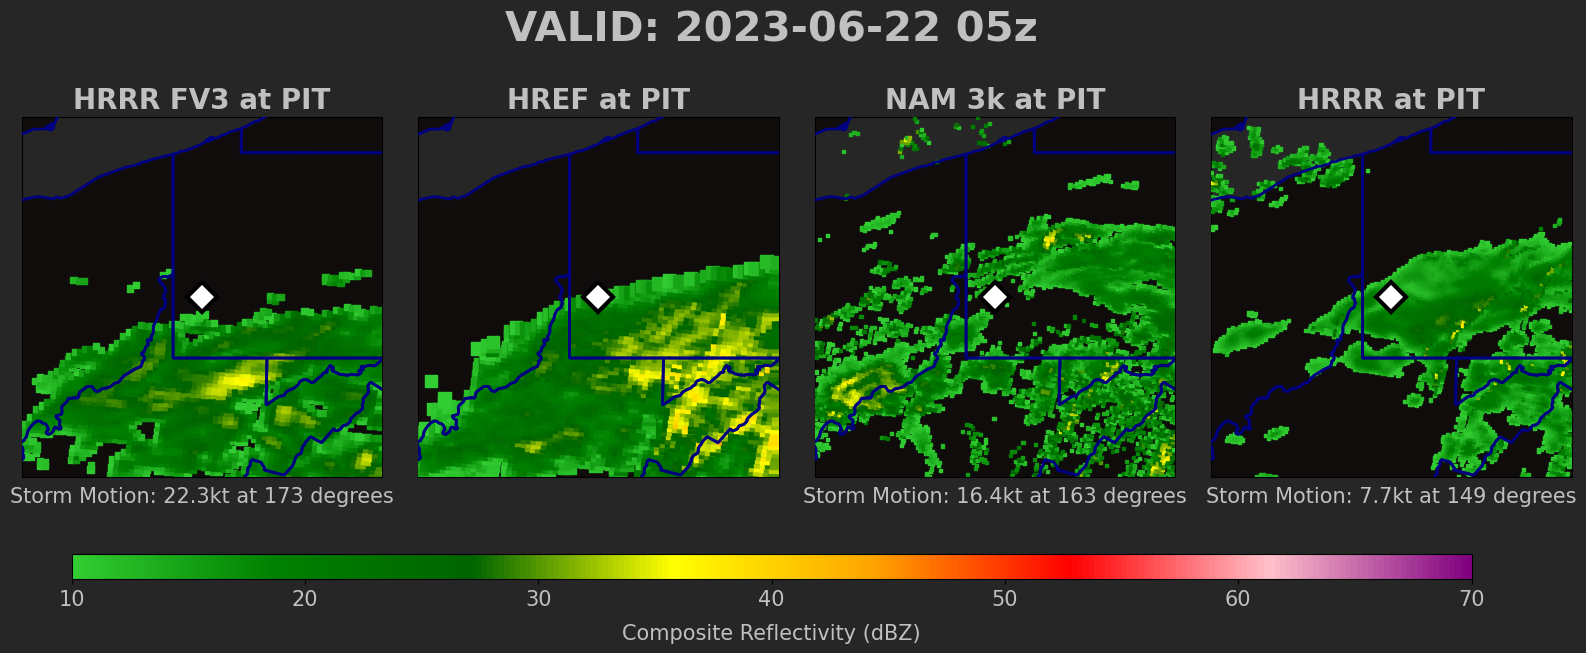 VALID: 2023-06-22 05z
HRRR FV3 at PIT
HREF at PIT
NAM 3k at PIT
HRRR at PIT
Storm Motion: 22.3kt at 173 degrees
Storm Motion: 16.4kt at 163 degrees
Storm Motion: 7.7kt at 149 degrees
10 20 30 40 50 60 70
Composite Reflectivity (dBZ)